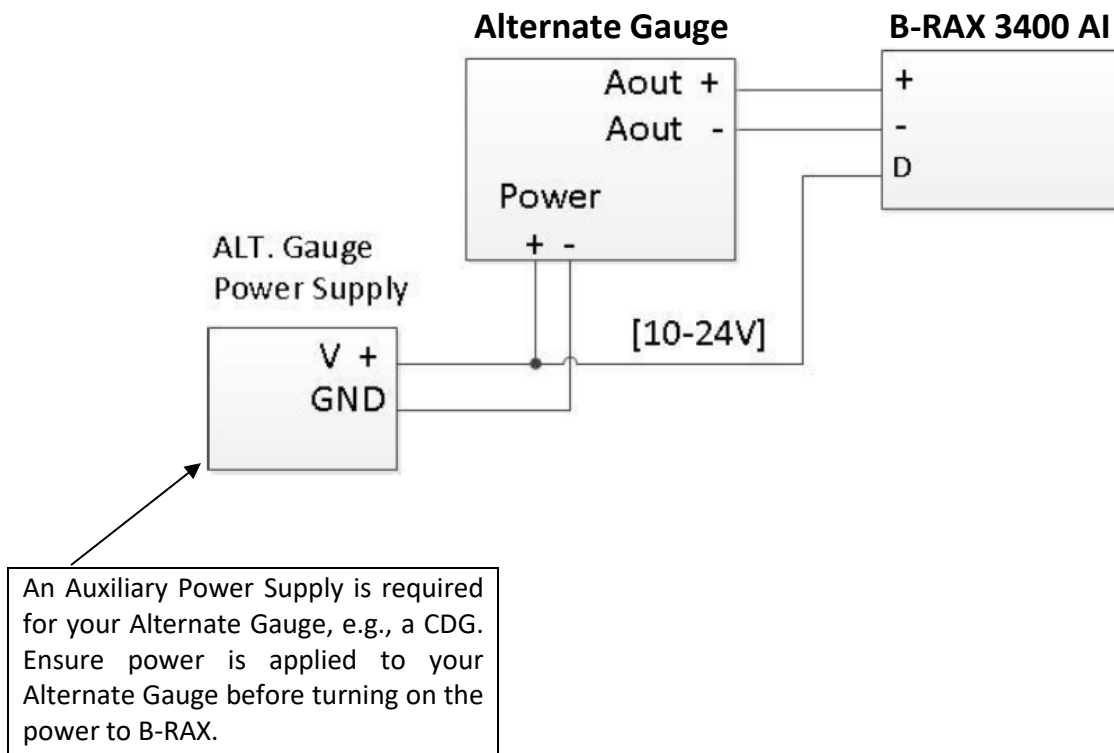 Alternate Gauge
B-RAX 3400 AI
Aout +
Aout -
Power
+ -
+
-
D
ALT. Gauge
Power Supply
[10-24V]
V +
GND
An Auxiliary Power Supply is required
for your Alternate Gauge, e.g., a CDG.
Ensure power is applied to your
Alternate Gauge before turning on the
power to B-RAX.